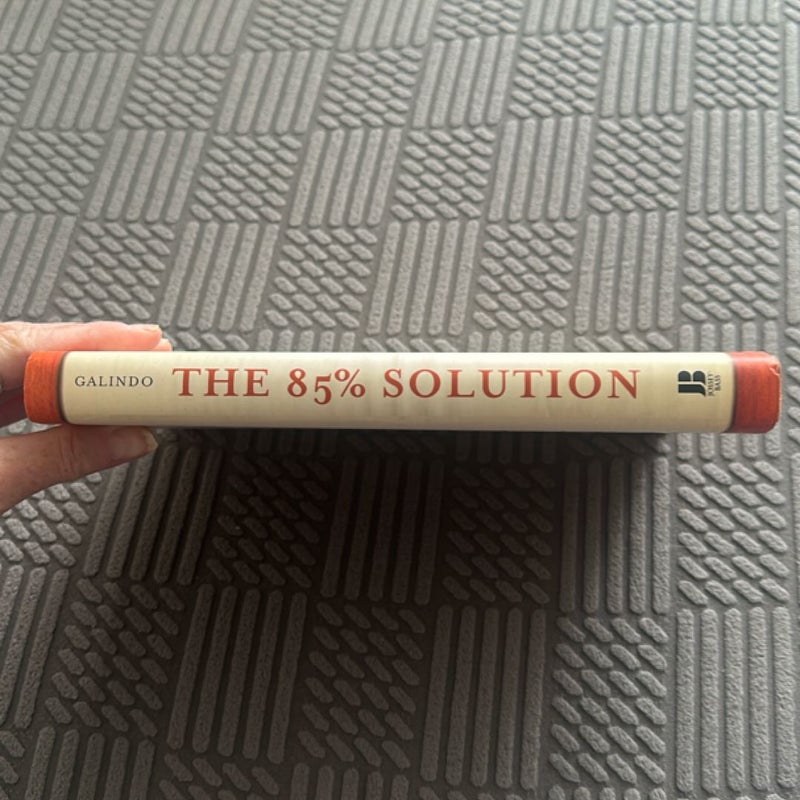 GALINDO THE 85% SOLUTION
JB
JOSSEY-
BASS